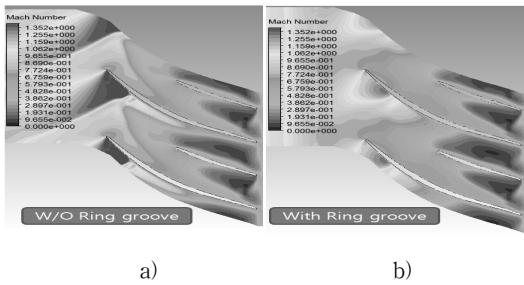 Mach Number
1.352e+000
1.255e+000
1.159e+000
1.062e+000
9.655e-001
8.690e-001
7.724e-001
6.759e-001
5.793e-001
4.828e-001
3.862e-001
2.897e-001
1.931e-001
9.655e-002
0.000e+000
W/O Ring groove
Mach Number
1.352e+000
1.255e+000
1.159e+000
1.062e+000
9.655e-001
8.690e-001
7.724e-001
6.759e-001
5.793e-001
4.828e-001
3.862e-001
2.897e-001
1.931e-001
9.655e-002
0.000e+000
With Ring groove
a)
b)